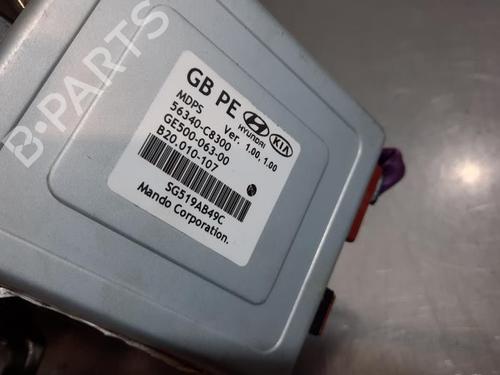 B-PARTS
GB PE HYUNDAI KIA
MDPS
56340-C8300 Ver. 1.00, 1.00
GE500-063-00
B20.010-107
SG519AB49C
Mando Corporation.